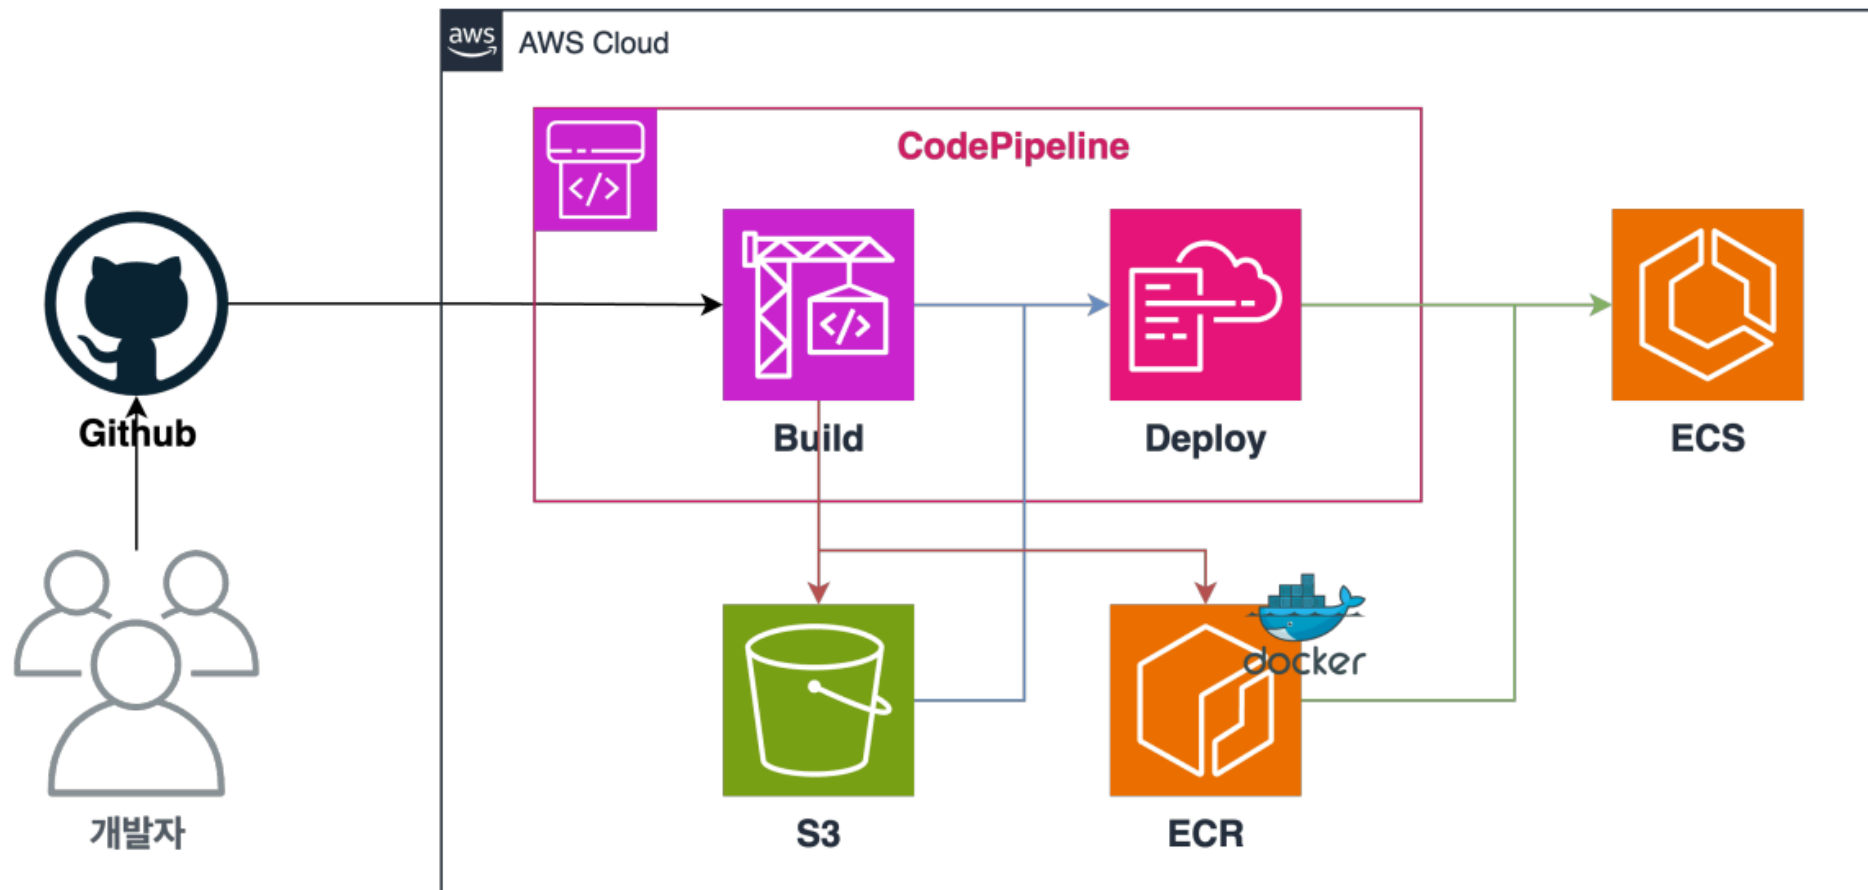 aws
AWS Cloud
CodePipeline
</>
</>
Github
Build
Deploy
ECS
docker
개발자
S3
ECR